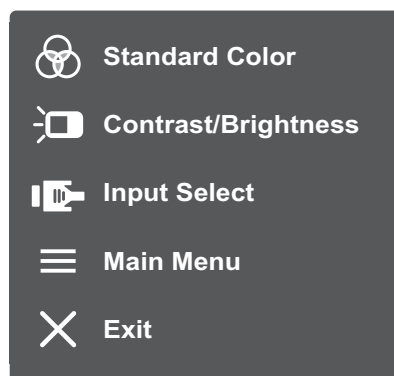 Standard Color
Contrast/Brightness
Input Select
Main Menu
Exit